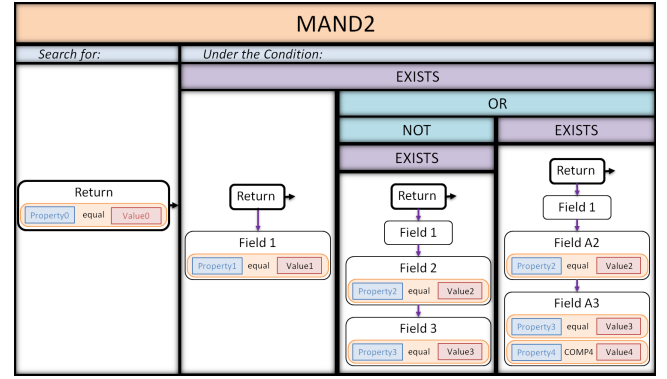 MAND2
Search for:
Under the Condition:
EXISTS
OR
NOT
EXISTS
EXISTS
Return
Property0 equal Value0
Return
Field 1
Property1 equal Value1
Return
Field 1
Field 2
Property2 equal Value2
Field 3
Property3 equal Value3
Return
Field 1
Field A2
Property2 equal Value2
Field A3
Property3 equal Value3
Property4 COMP4 Value4